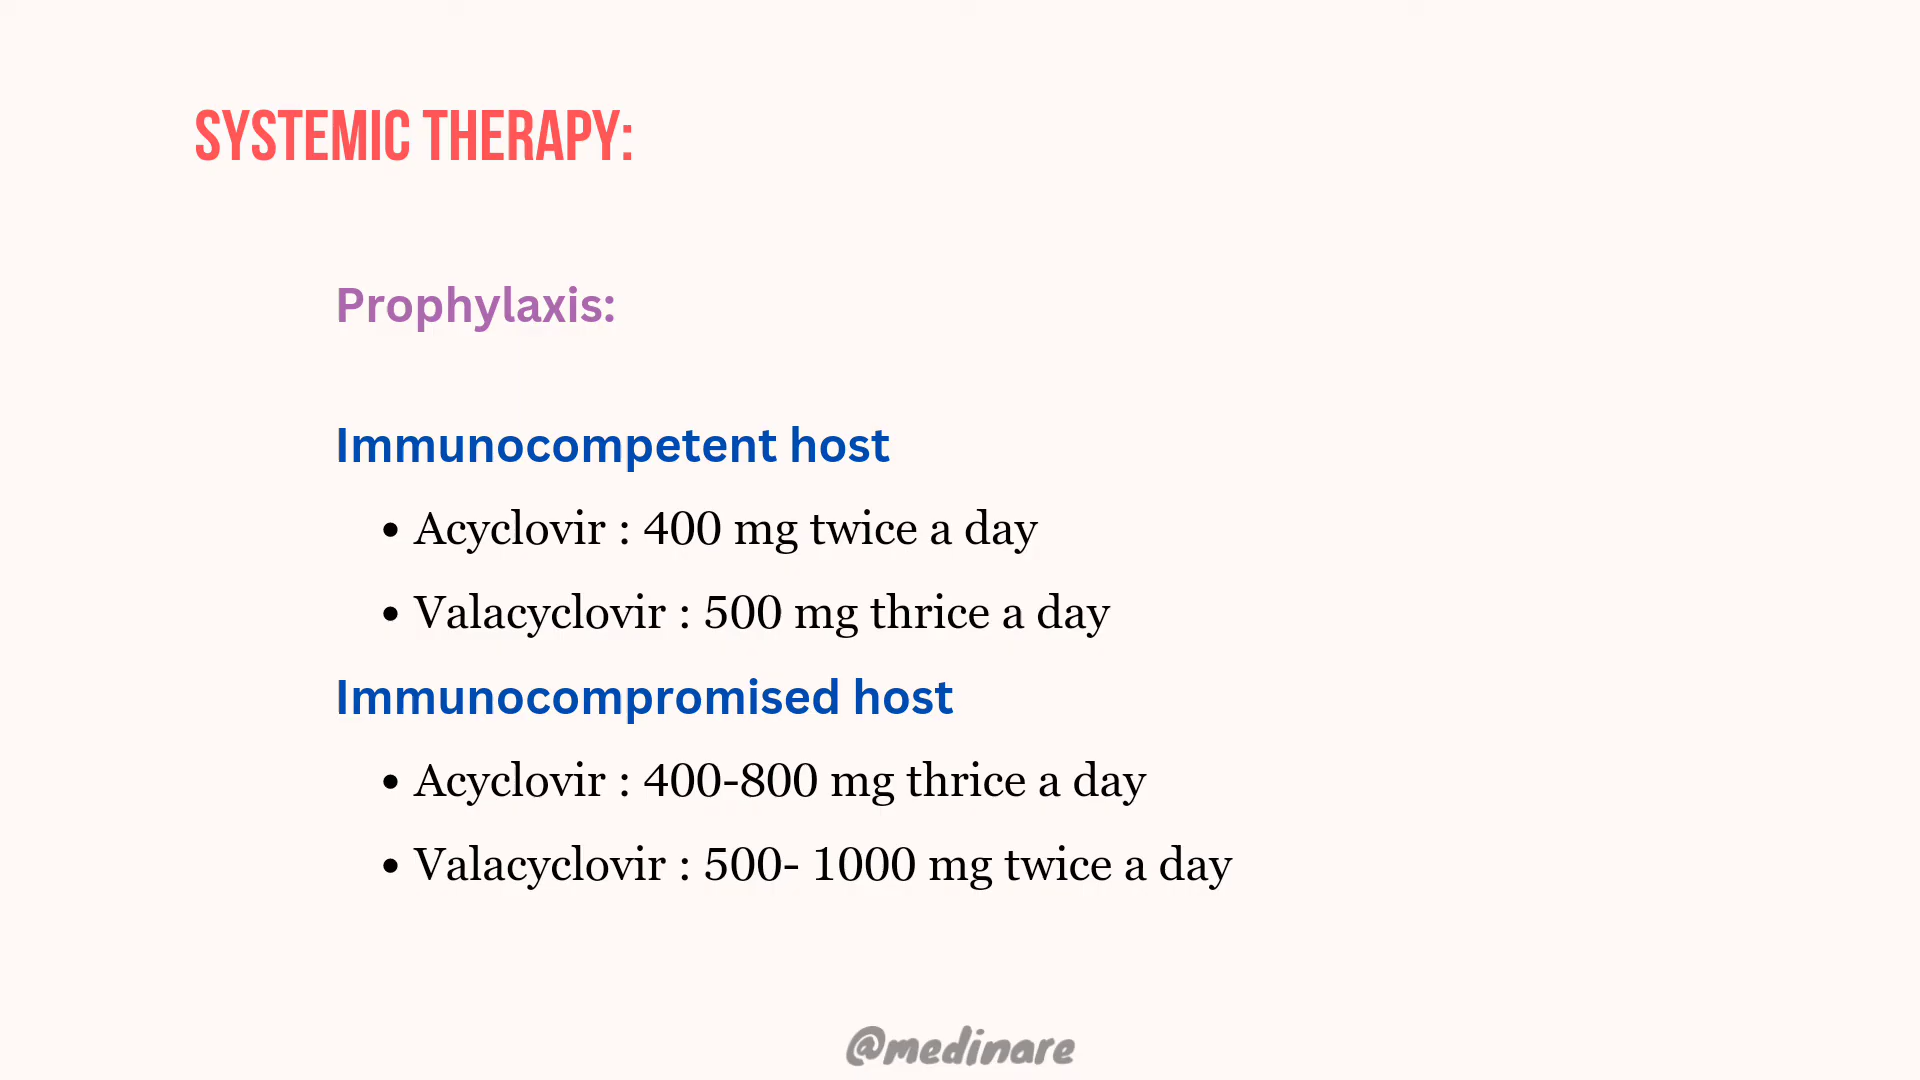 SYSTEMIC THERAPY:
Prophylaxis:
Immunocompetent host
• Acyclovir : 400 mg twice a day
• Valacyclovir : 500 mg thrice a day
Immunocompromised host
• Acyclovir : 400-800 mg thrice a day
• Valacyclovir : 500- 1000 mg twice a day
@medinare